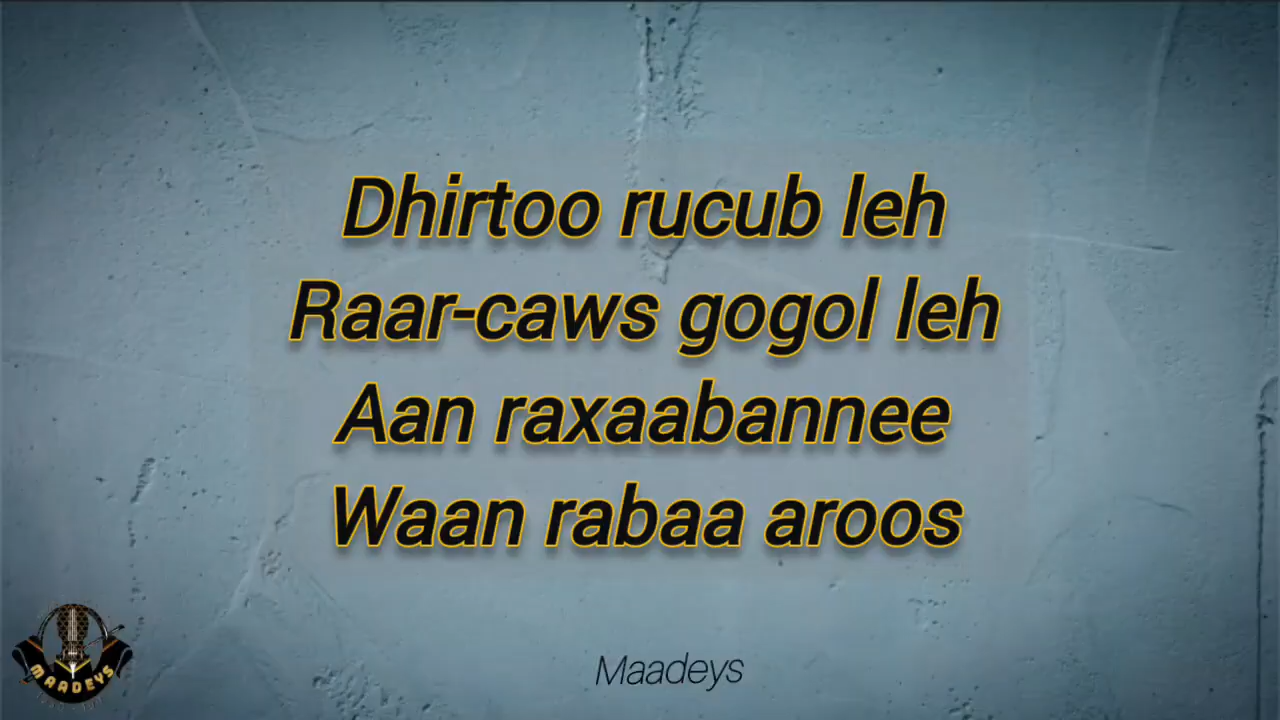 Dhirtoo rucub leh
Raar-caws gogol leh
Aan raxaabannee
Waan rabaa aroos
Maadeys
MAADEYS